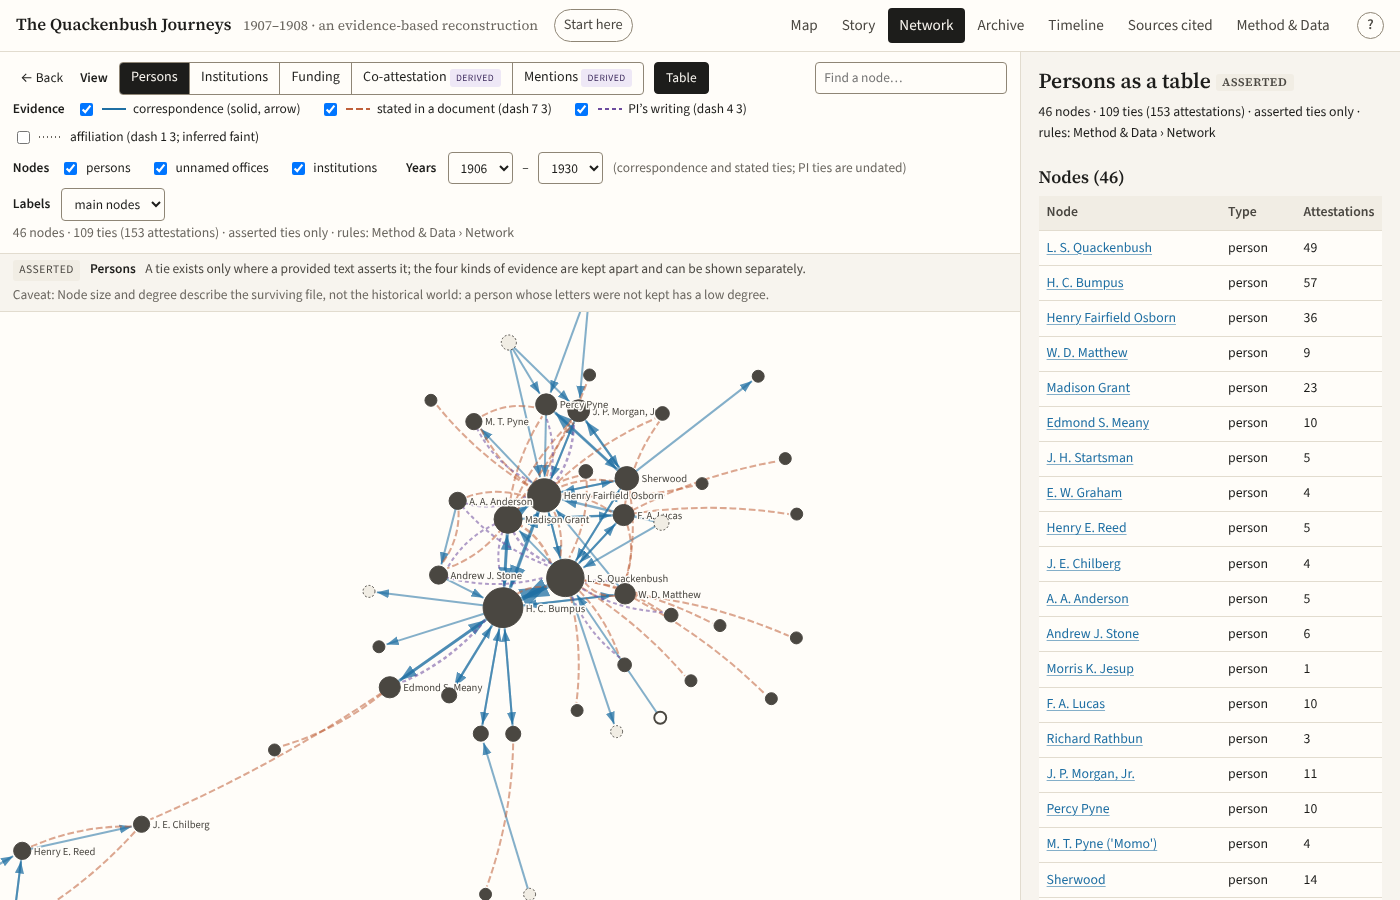 The Quackenbush Journeys 1907–1908 · an evidence-based reconstruction Start here Map Story Network Archive Timeline Sources cited Method & Data ?
← Back View Persons Institutions Funding Co-attestation DERIVED Mentions DERIVED Table Find a node…
Evidence correspondence (solid, arrow) stated in a document (dash 7 3) PI's writing (dash 4 3)
affiliation (dash 1 3; inferred faint)
Nodes persons unnamed offices institutions Years 1906 – 1930 (correspondence and stated ties; PI ties are undated)
Labels main nodes
46 nodes · 109 ties (153 attestations) · asserted ties only · rules: Method & Data › Network
ASSERTED Persons A tie exists only where a provided text asserts it; the four kinds of evidence are kept apart and can be shown separately.
Caveat: Node size and degree describe the surviving file, not the historical world: a person whose letters were not kept has a low degree.
Percy Pyne
J. P. Morgan, Jr.
M. T. Pyne
Sherwood
Henry Fairfield Osborn
A. A. Anderson
F. A. Lucas
Madison Grant
Andrew J. Stone
L. S. Quackenbush
W. D. Matthew
H. C. Bumpus
Edmond S. Meany
J. E. Chilberg
Henry E. Reed
Persons as a table ASSERTED
46 nodes · 109 ties (153 attestations) · asserted ties only ·
rules: Method & Data › Network
Nodes (46)
Node Type Attestations
L. S. Quackenbush person 49
H. C. Bumpus person 57
Henry Fairfield Osborn person 36
W. D. Matthew person 9
Madison Grant person 23
Edmond S. Meany person 10
J. H. Startsman person 5
E. W. Graham person 4
Henry E. Reed person 5
J. E. Chilberg person 4
A. A. Anderson person 5
Andrew J. Stone person 6
Morris K. Jesup person 1
F. A. Lucas person 10
Richard Rathbun person 3
J. P. Morgan, Jr. person 11
Percy Pyne person 10
M. T. Pyne ('Momo') person 4
Sherwood person 14